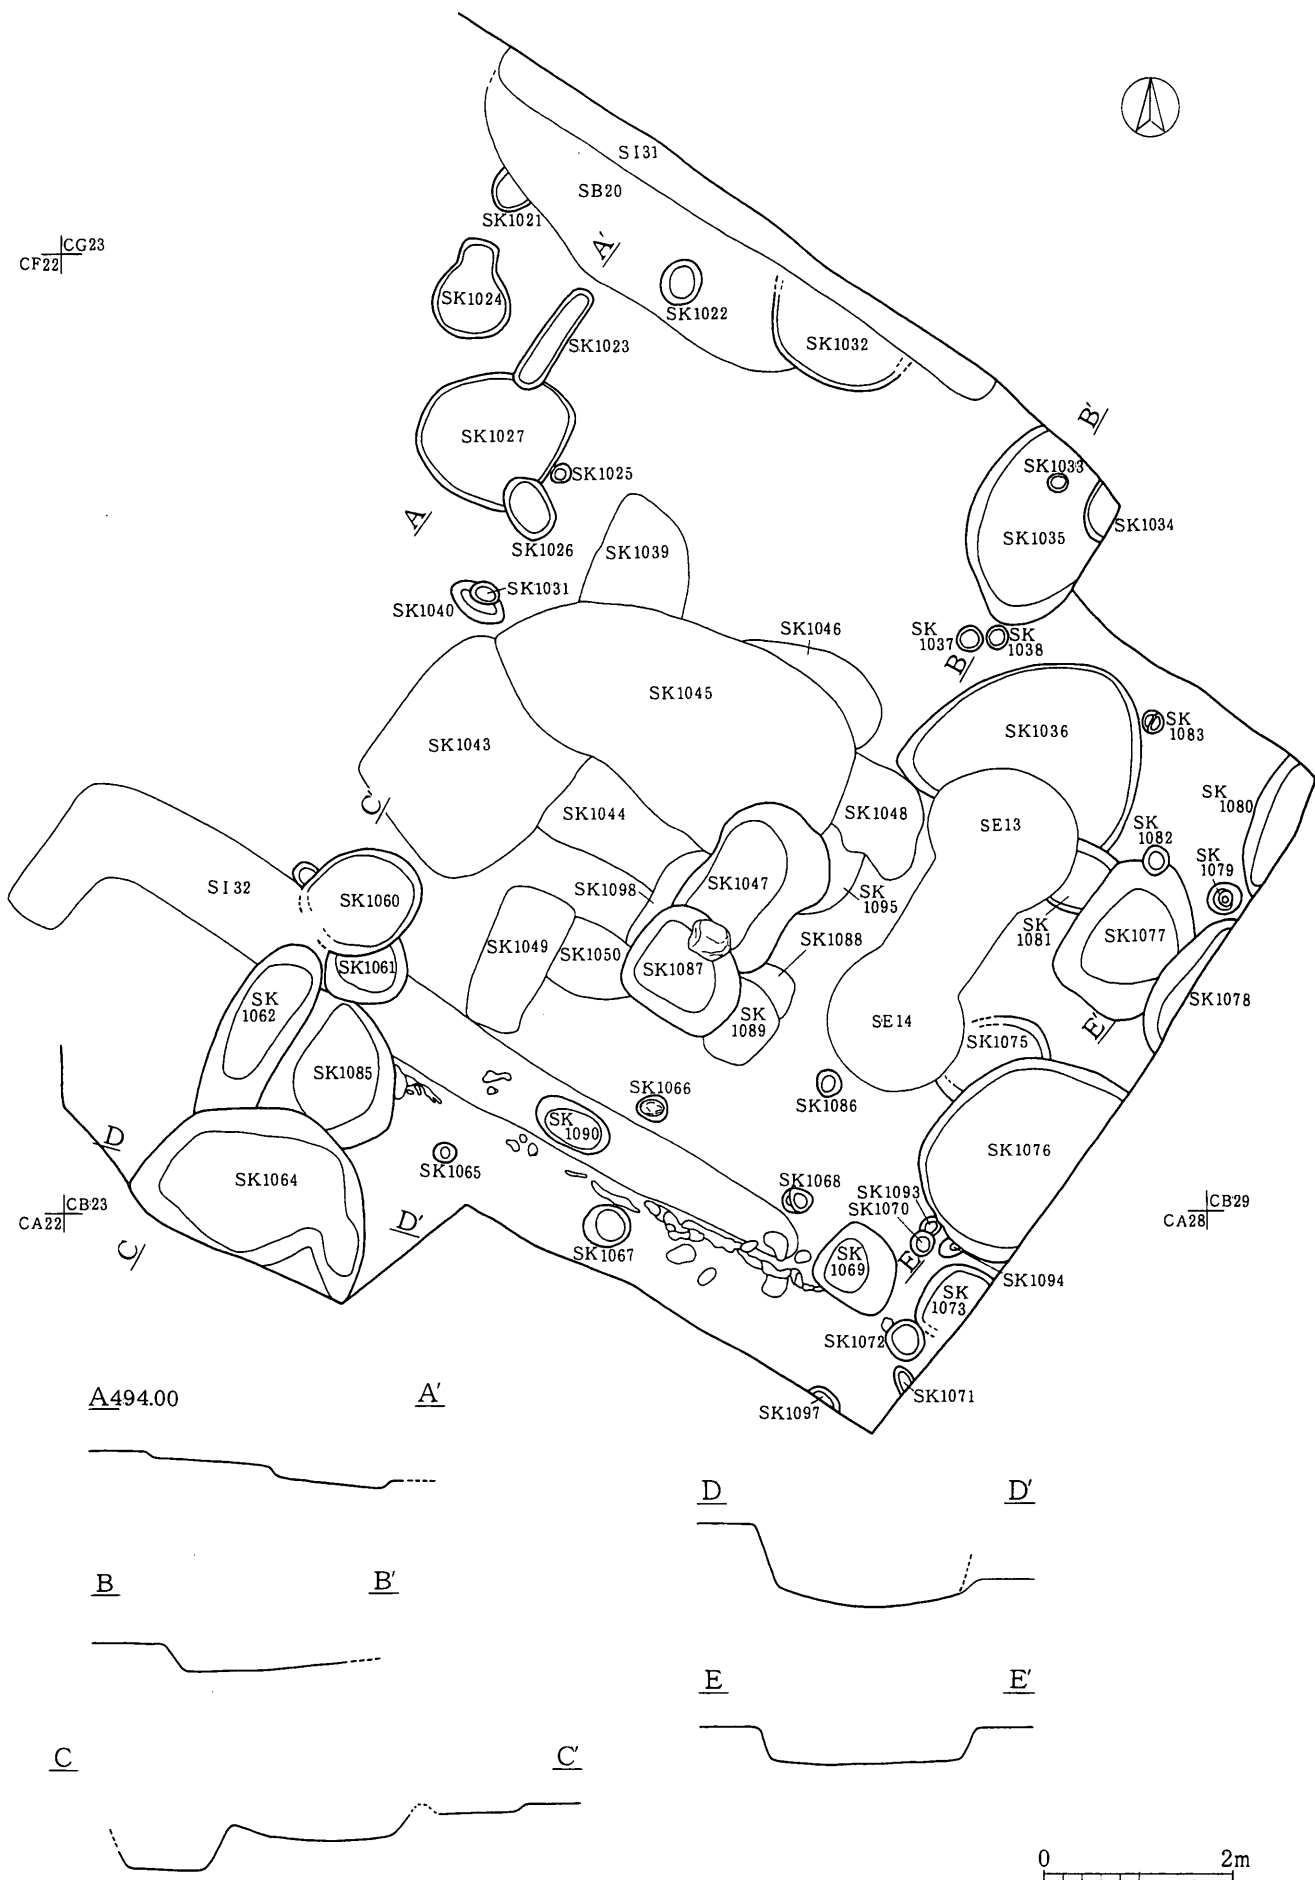 SI31
SB20
SK1021
A'
CG23
CF22
SK1024
SK1022
SK1023
SK1032
B'
SK1027
SK1033
SK1025
A
SK1034
SK1035
SK1026
SK1039
SK1031
SK1040
SK1046
SK
1037
SK
1038
B
SK1045
SK1036
SK
1083
SK1043
C'
SK
1080
SK1044
SK1048
SE13
SK
1082
SK
1079
SI32
SK1060
SK1098
SK1047
SK
1095
SK1049
SK1050
SK1088
SK
1081
SK1077
SK1061
SK1087
SK
1062
SK1078
SK
1089
SE14
E'
SK1075
SK1085
SK1066
SK1086
SK
1090
D
SK1065
SK1076
SK1064
SK1068
SK1093
SK1070
CB23
CA22
D'
CB29
CA28
C
SK1067
SK
1069
E
SK1094
SK
1073
SK1072
SK1071
SK1097
A494.00
A'
D
D'
B
B'
E
E'
C
C'
0
2m